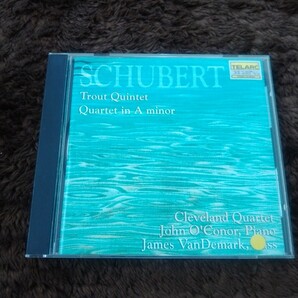 TELARC
SCHUBERT
Trout Quintet
Quartet in A minor
Cleveland Quartet
John O'Conor, Piano
James VanDemark,